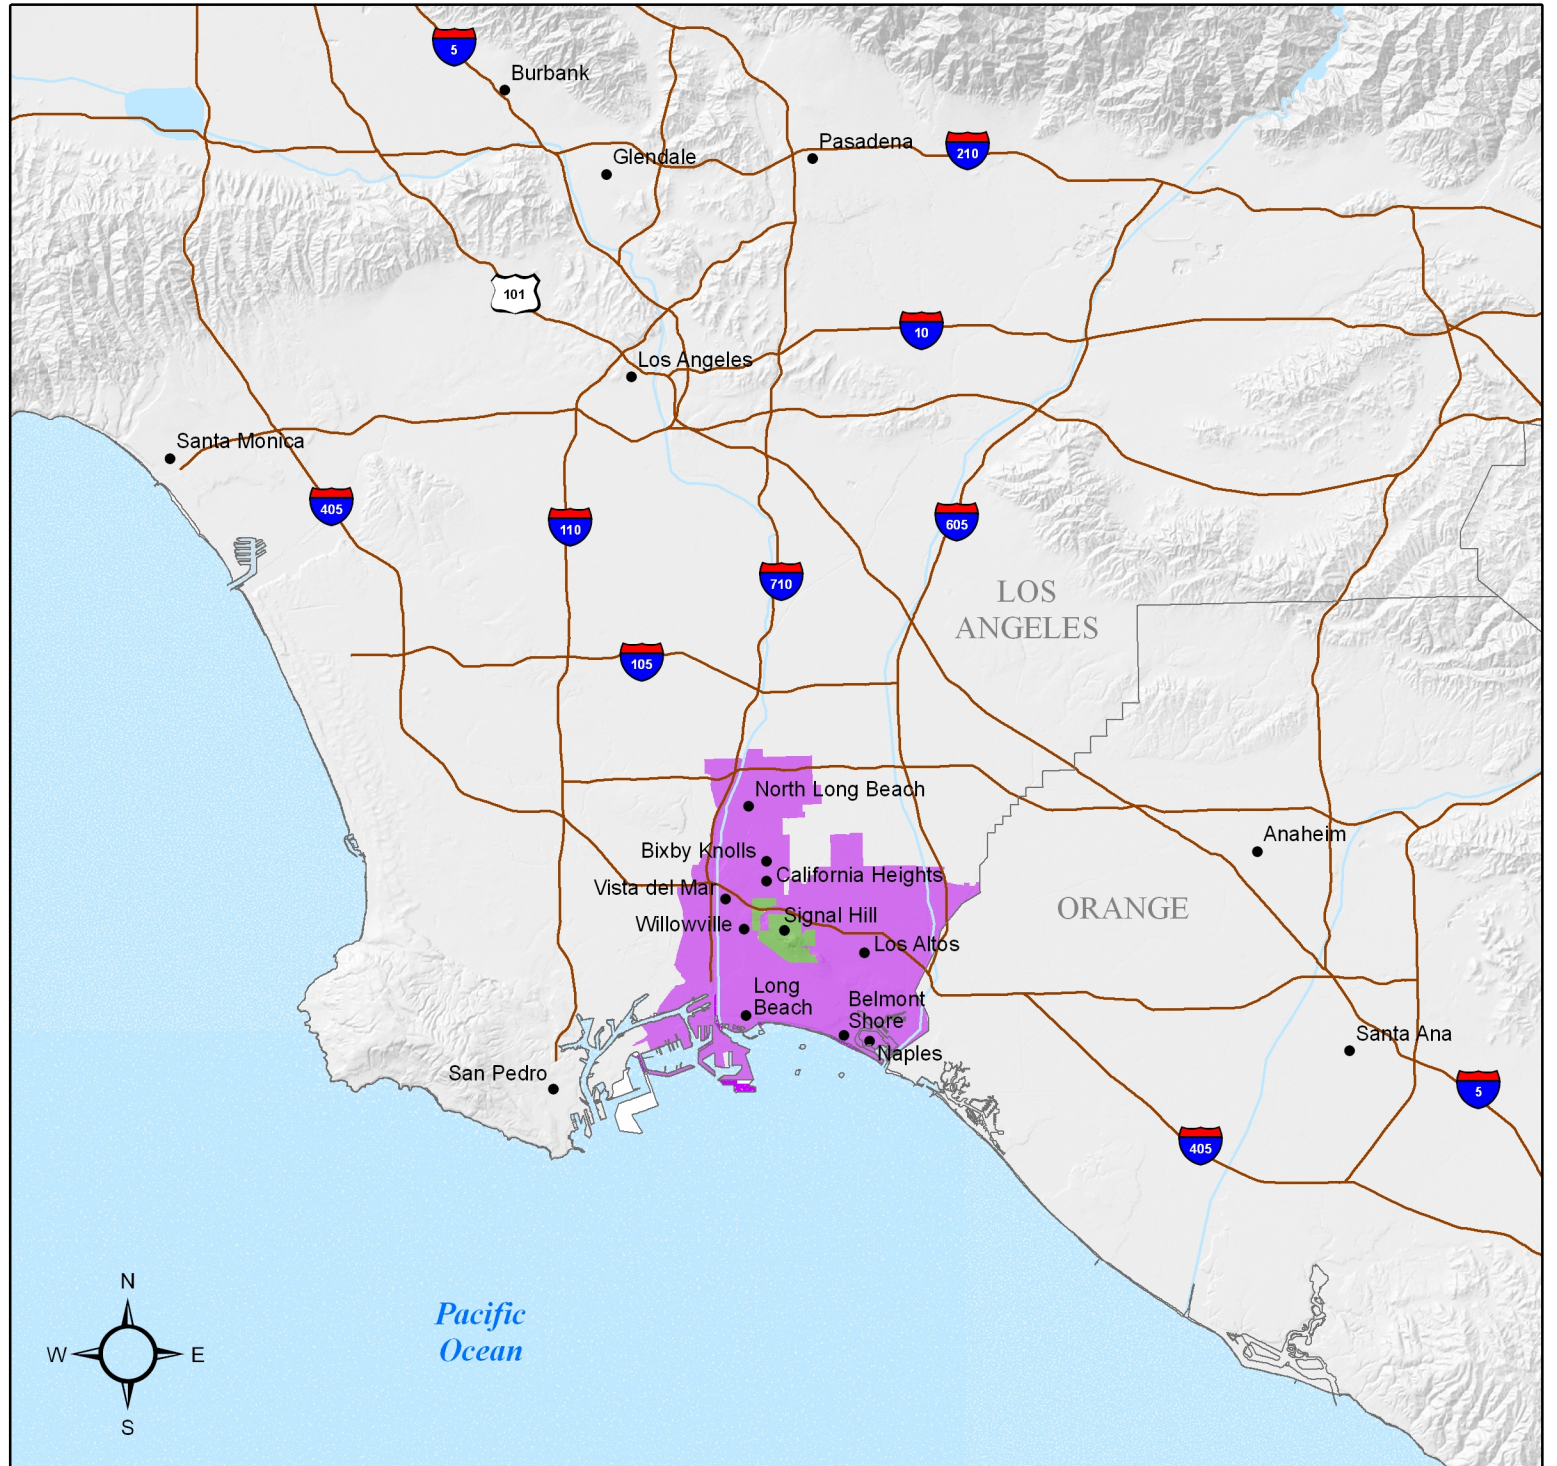 5
Burbank
Pasadena
210
Glendale
101
10
Los Angeles
Santa Monica
405
110
605
710
LOS
ANGELES
105
North Long Beach
Anaheim
Bixby Knolls
California Heights
Vista del Mar
ORANGE
Signal Hill
Willowville
Los Altos
Long
Beach
Belmont
Shore
Santa Ana
Naples
San Pedro
5
405
N
Pacific
Ocean
W
E
S